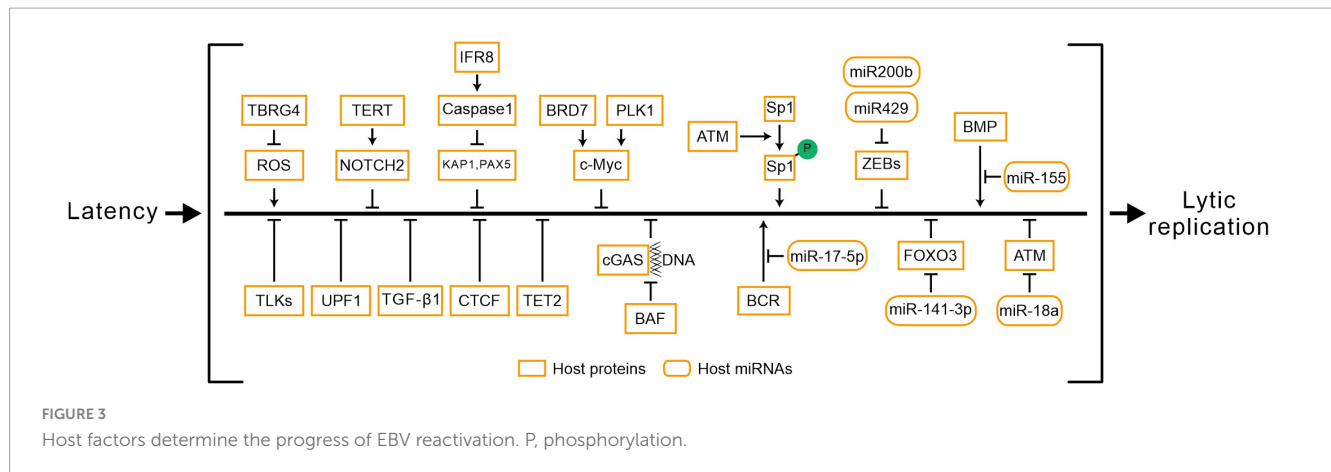 IFR8
miR200b
TBRG4
TERT
Caspase1
BRD7
PLK1
Sp1
miR429
BMP
ATM
P
ROS
NOTCH2
KAP1,PAX5
c-Myc
Sp1
ZEBs
miR-155
Latency
Lytic
replication
cGAS
DNA
miR-17-5p
FOXO3
ATM
TLKs
UPF1
TGF-β1
CTCF
TET2
BAF
BCR
miR-141-3p
miR-18a
Host proteins
Host miRNAs
FIGURE 3
Host factors determine the progress of EBV reactivation. P, phosphorylation.